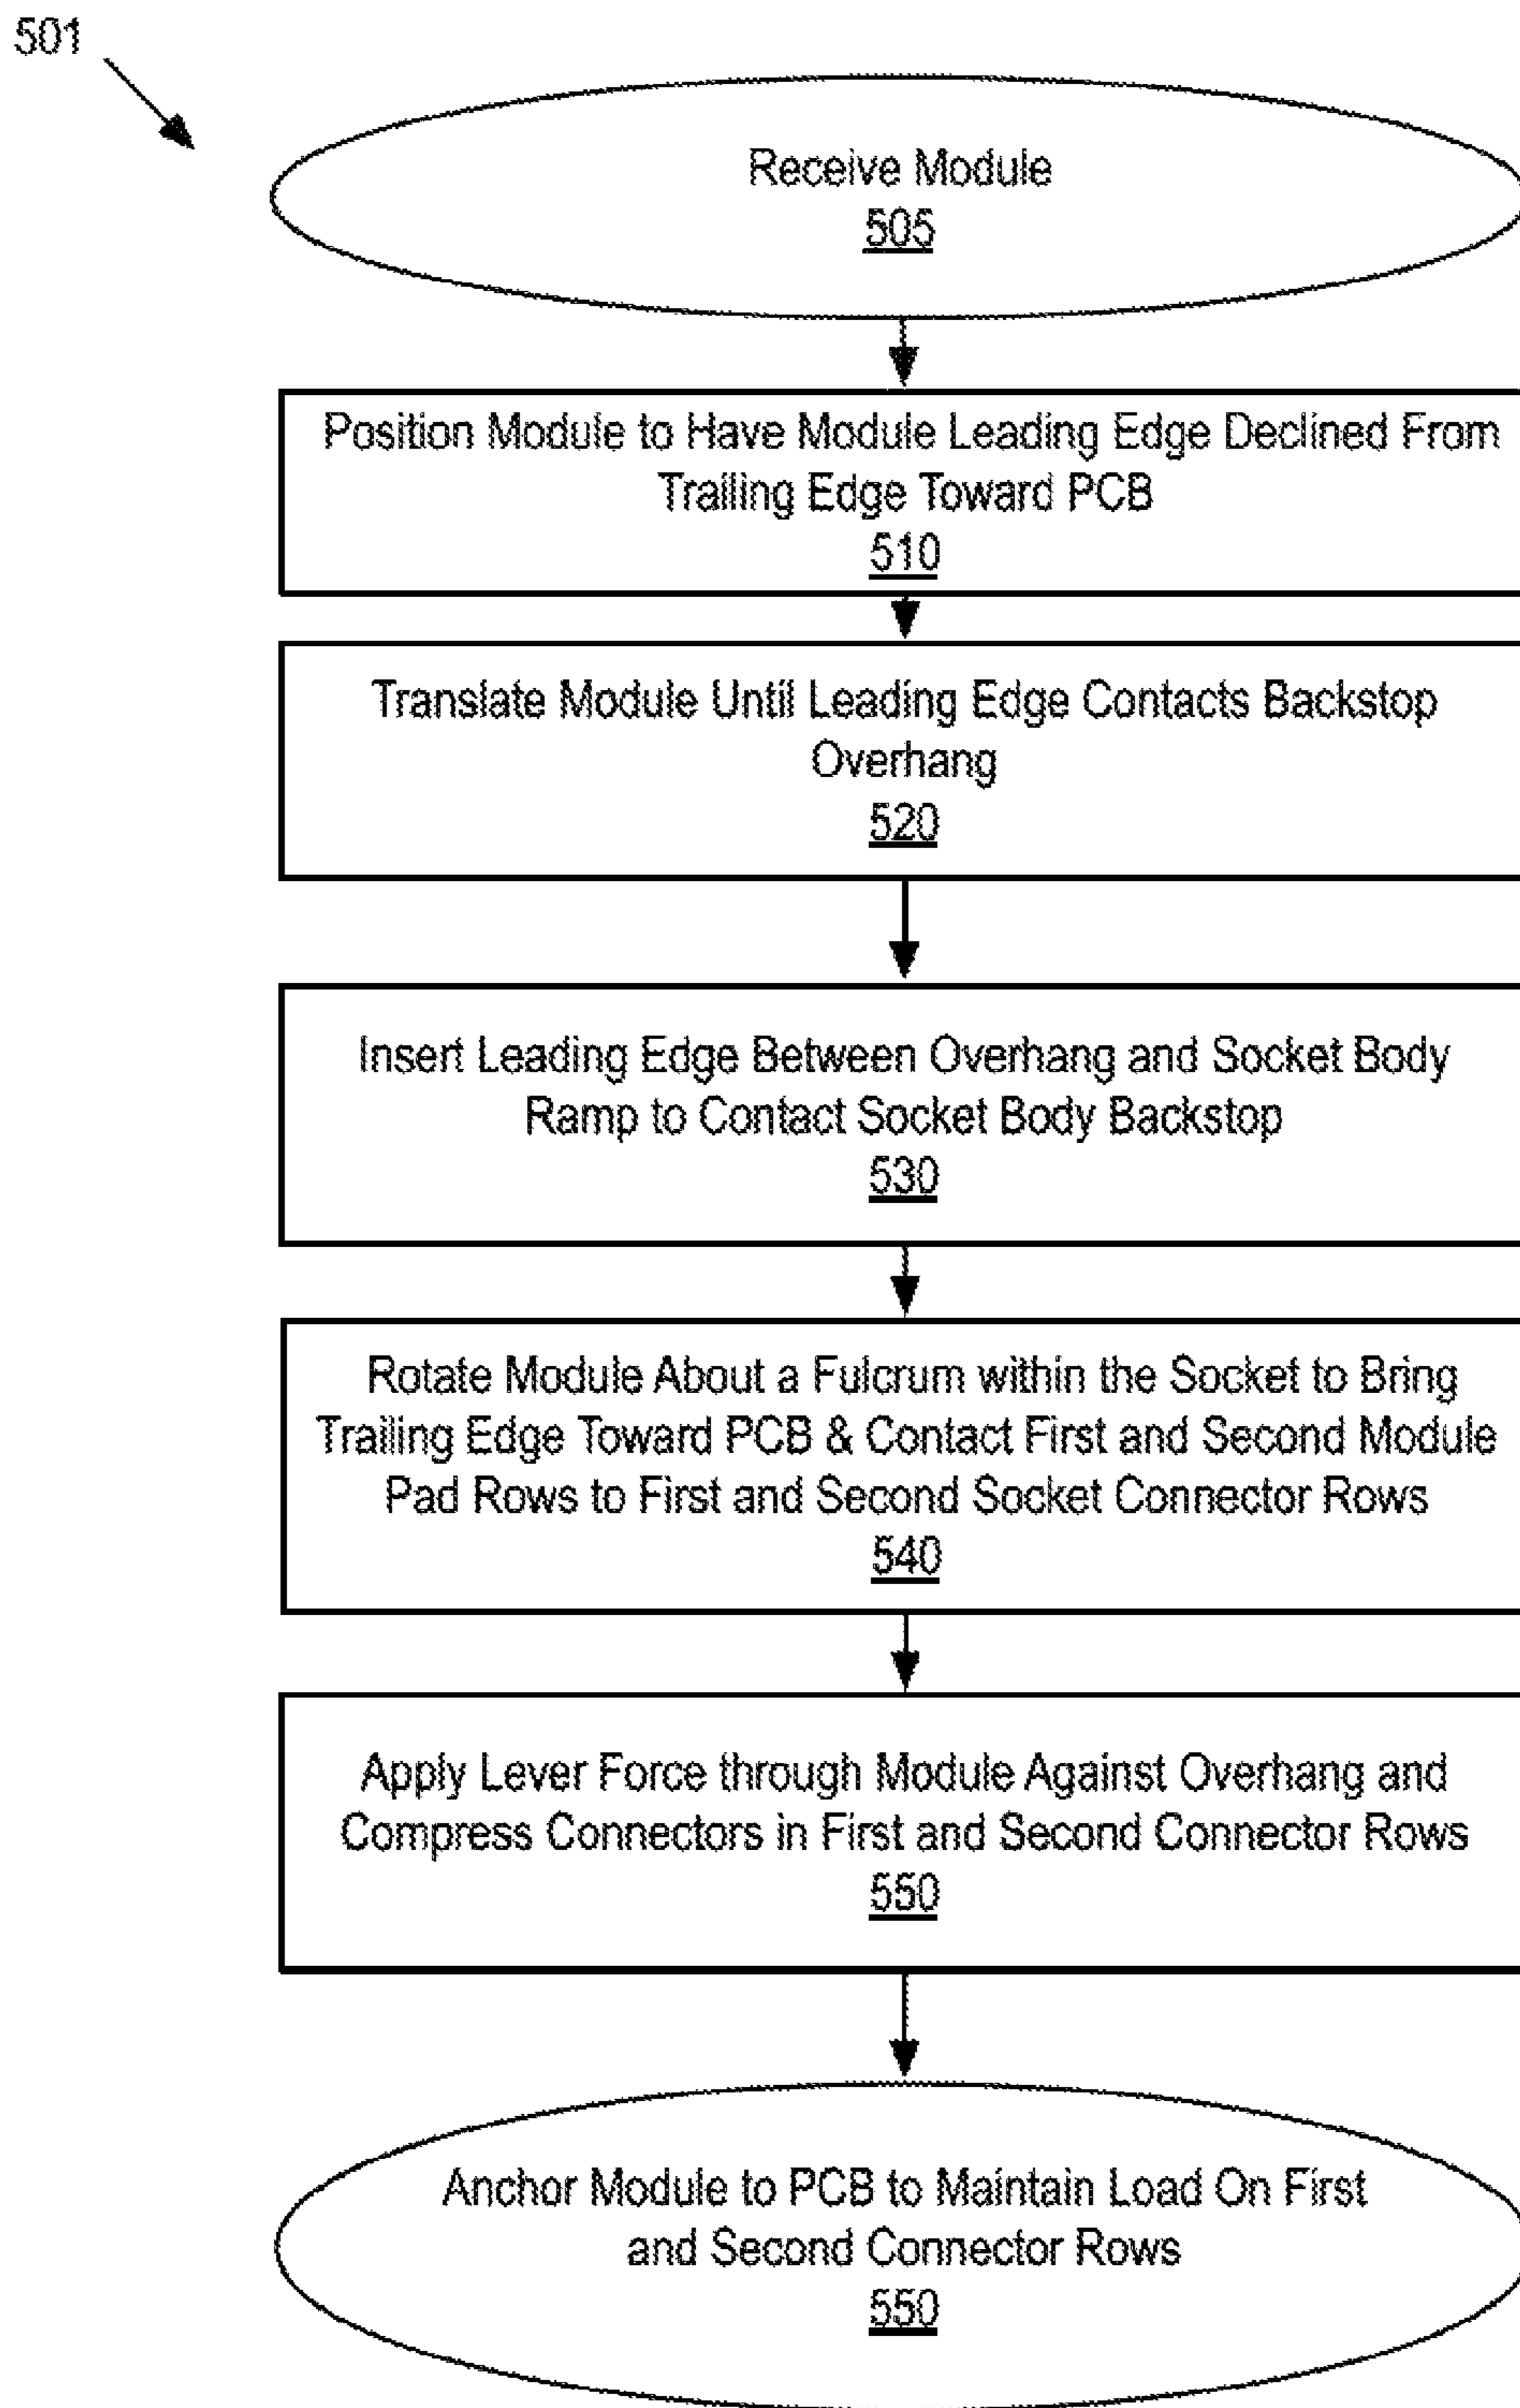 501
Receive Module
505
Position Module to Have Module Leading Edge Declined From
Trailing Edge Toward PCB
510
Translate Module Until Leading Edge Contacts Backstop
Overhang
520
Insert Leading Edge Between Overhang and Socket Body
Ramp to Contact Socket Body Backstop
530
Rotate Module About a Fulcrum within the Socket to Bring
Trailing Edge Toward PCB & Contact First and Second Module
Pad Rows to First and Second Socket Connector Rows
540
Apply Lever Force through Module Against Overhang and
Compress Connectors in First and Second Connector Rows
550
Anchor Module to PCB to Maintain Load On First
and Second Connector Rows
550